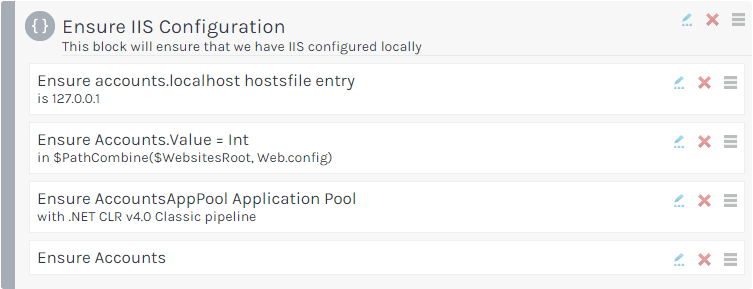 Ensure IIS Configuration
This block will ensure that we have IIS configured locally
Ensure accounts.localhost hostsfile entry
is 127.0.0.1
Ensure Accounts.Value = Int
in $PathCombine($WebsitesRoot, Web.config)
Ensure AccountsAppPool Application Pool
with .NET CLR v4.0 Classic pipeline
Ensure Accounts